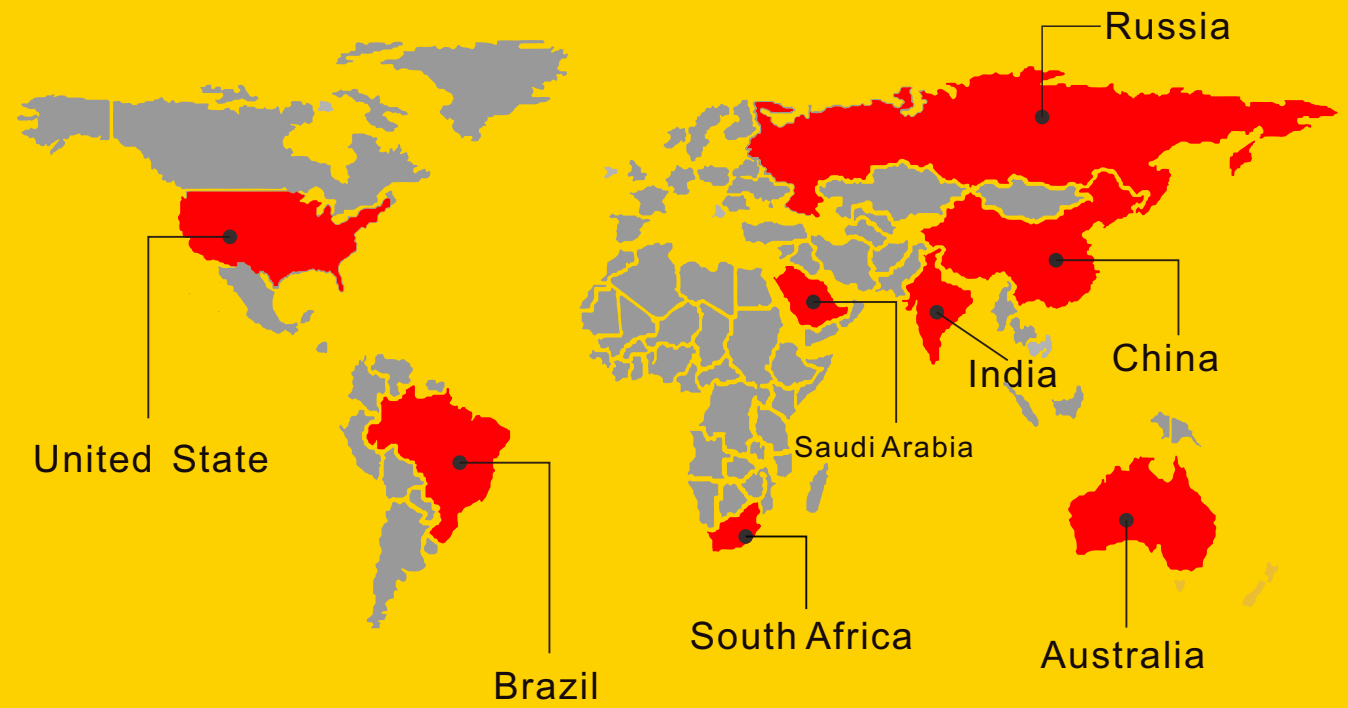 Russia
China
India
Saudi Arabia
United State
South Africa
Australia
Brazil